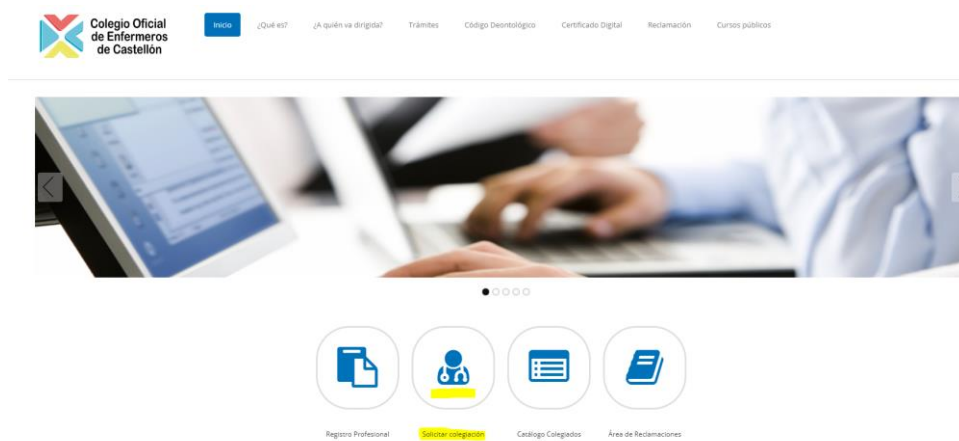 Colegio Oficial
de Enfermeros
de Castellón
Inicio ¿Qué es? ¿A quién va dirigida? Trámites Código Deontológico Certificado Digital Reclamación Cursos públicos
Registro Profesional Solicitar colegiación Catálogo Colegiados Área de Reclamaciones